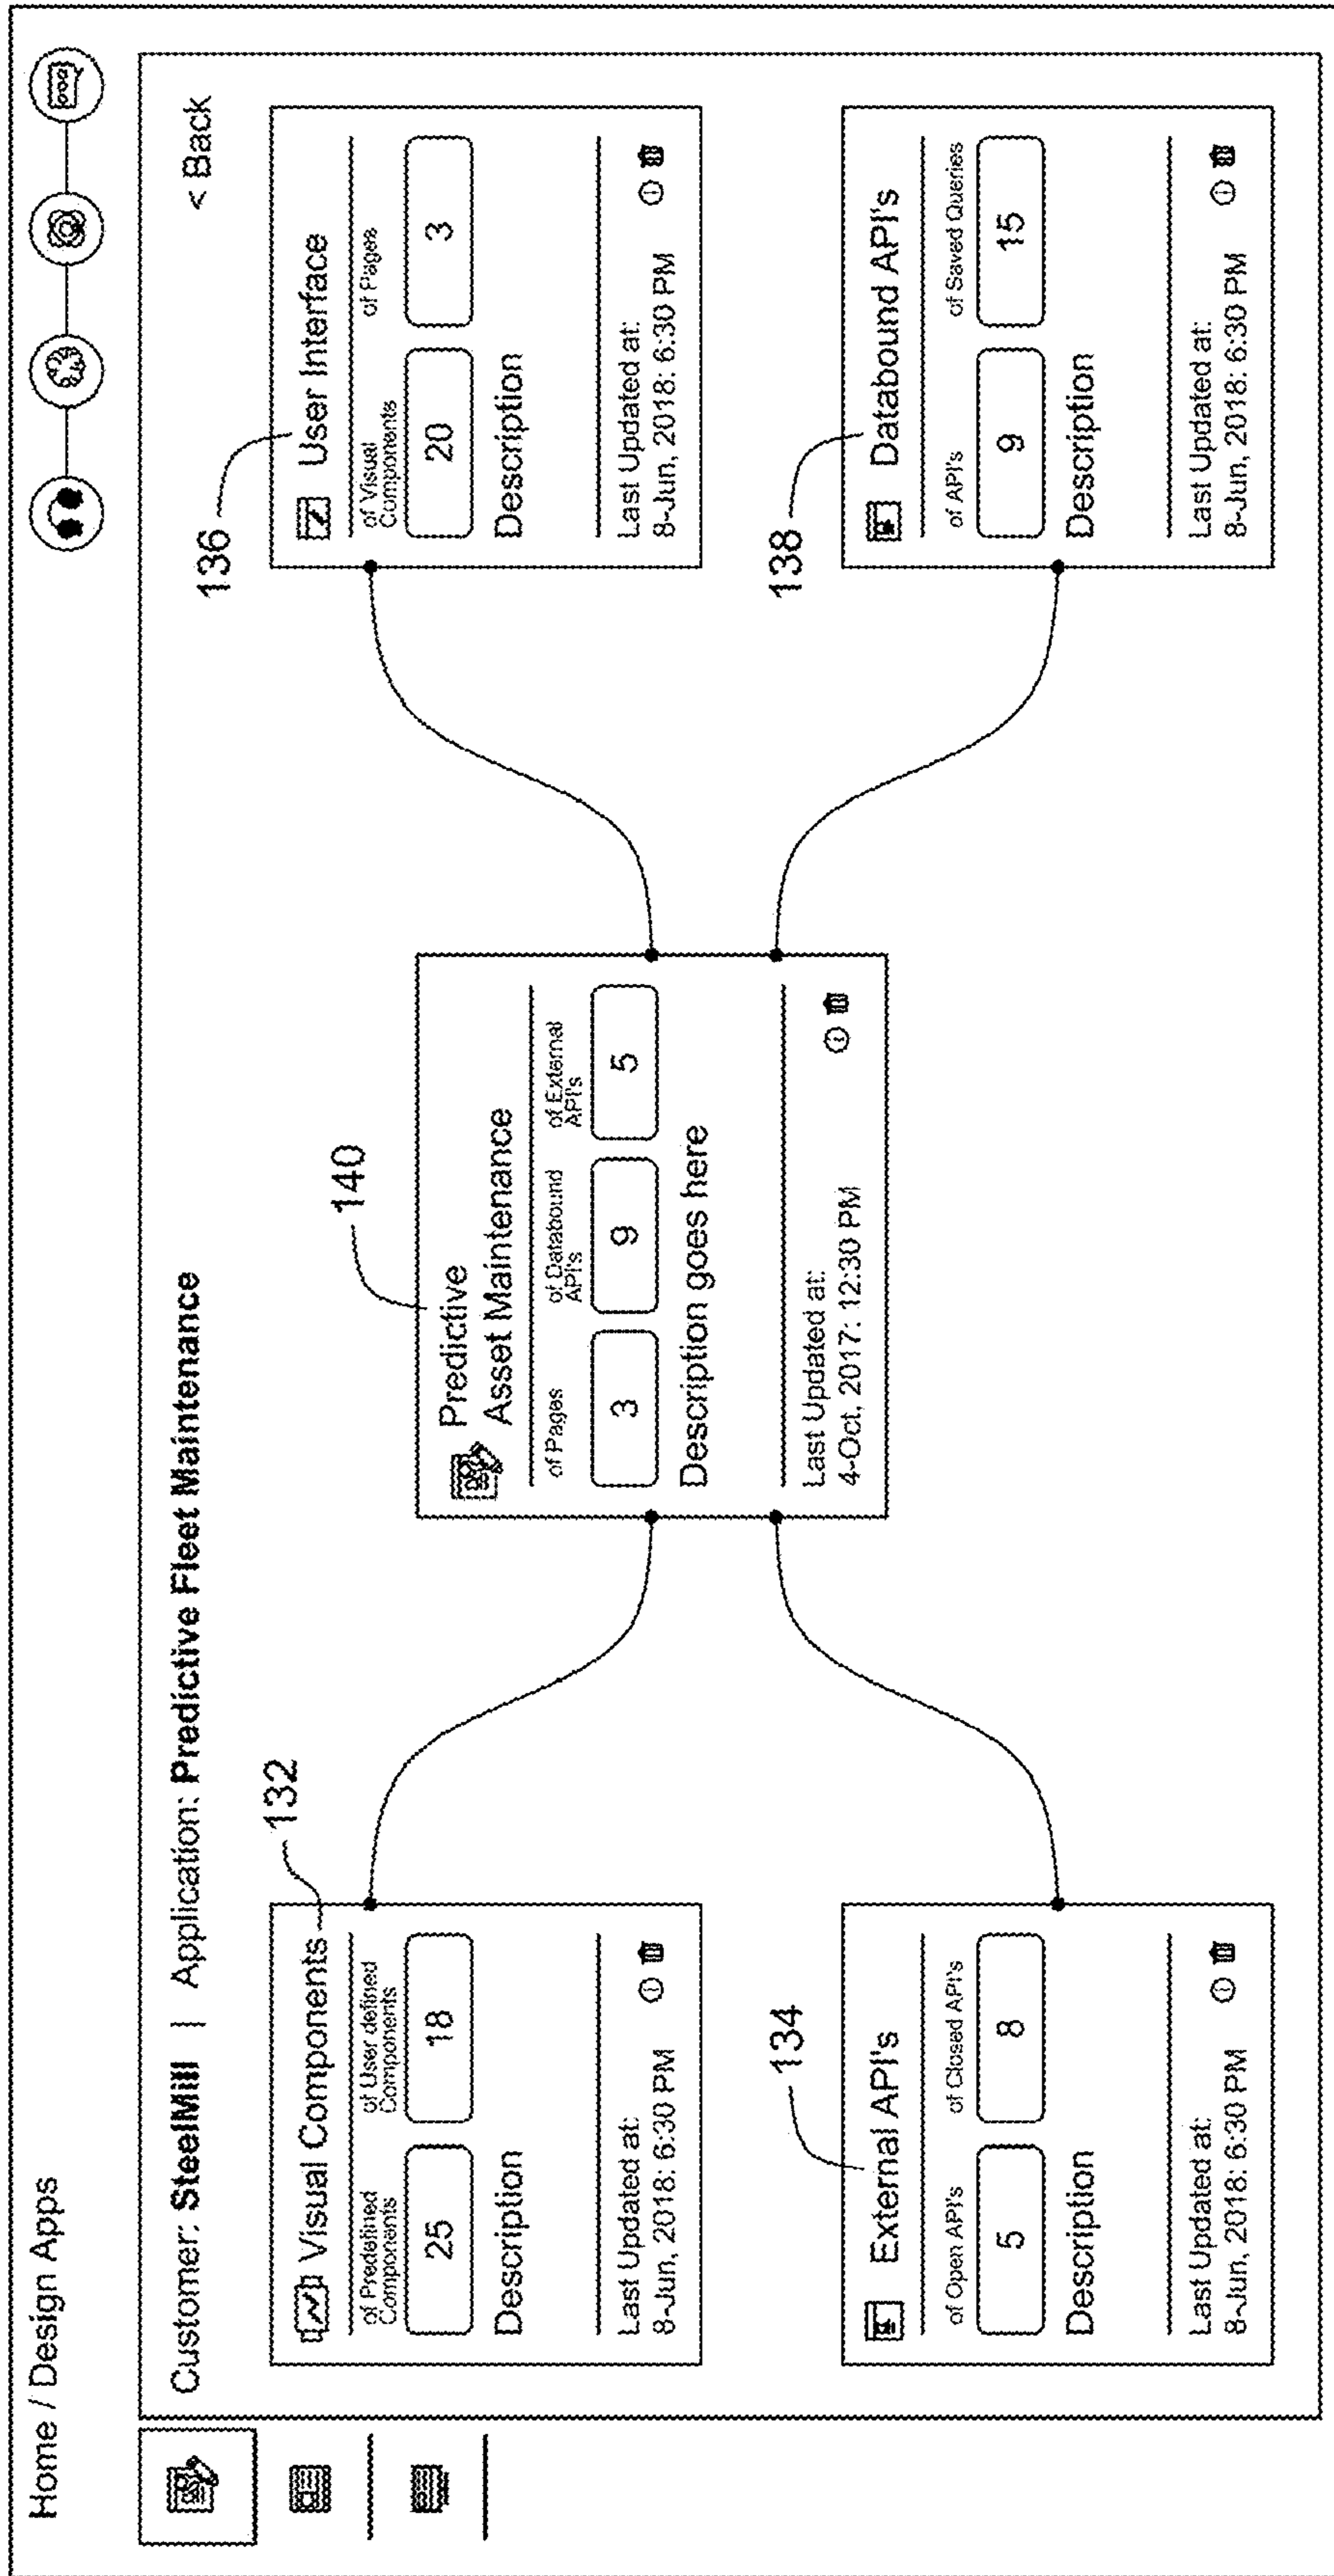 Home / Design Apps
Customer: SteelMill | Application: Predictive Fleet Maintenance
< Back
132
Visual Components
of Predefined
Components
of User defined
Components
25
18
Description
Last Updated at:
8-Jun, 2018: 6:30 PM
134
External API's
of Open API's
of Closed API's
5
8
Description
Last Updated at:
8-Jun, 2018: 6:30 PM
140
Predictive
Asset Maintenance
of Pages
of Databound
API's
of External
API's
3
9
5
Description goes here
Last Updated at:
4-Oct, 2017: 12:30 PM
136
User Interface
of Visual
Components
of Pages
20
3
Description
Last Updated at:
8-Jun, 2018: 6:30 PM
138
Databound API's
of API's
of Saved Queries
9
15
Description
Last Updated at:
8-Jun, 2018: 6:30 PM